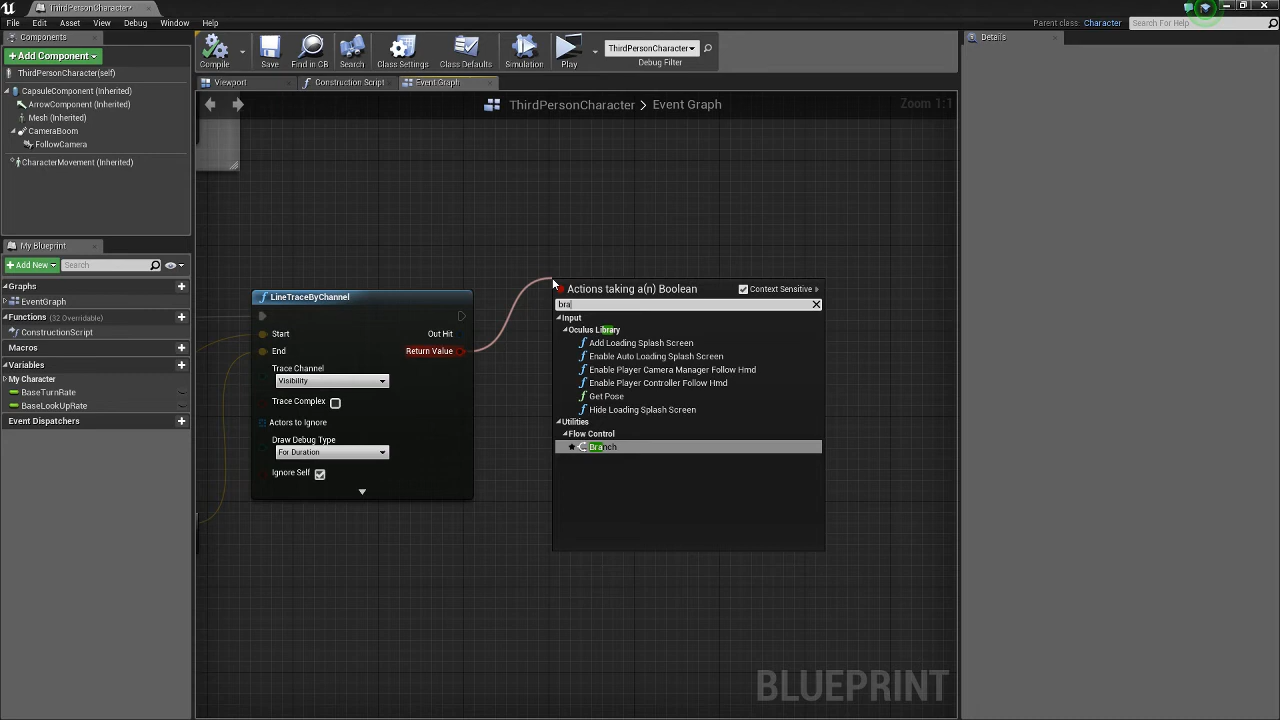 ThirdPersonCharacter*
File Edit Asset View Debug Window Help
Parent class: Character
Search For Help
Components
Add Component
ThirdPersonCharacter(self)
CapsuleComponent (Inherited)
ArrowComponent (Inherited)
Mesh (Inherited)
CameraBoom
FollowCamera
CharacterMovement (Inherited)
My Blueprint
Add New
Search
Graphs
EventGraph
Functions (32 Overridable)
ConstructionScript
Macros
Variables
My Character
BaseTurnRate
BaseLookUpRate
Event Dispatchers
Compile Save Find in CB Search Class Settings Class Defaults Simulation Play
ThirdPersonCharacter
Debug Filter
Viewport Construction Script Event Graph
ThirdPersonCharacter > Event Graph
Zoom 1:1
LineTraceByChannel
Start Out Hit
End Return Value
Trace Channel
Visibility
Trace Complex
Actors to Ignore
Draw Debug Type
For Duration
Ignore Self
Actions taking a(n) Boolean
Context Sensitive
bra
Input
Oculus Library
Add Loading Splash Screen
Enable Auto Loading Splash Screen
Enable Player Camera Manager Follow Hmd
Enable Player Controller Follow Hmd
Get Pose
Hide Loading Splash Screen
Utilities
Flow Control
Branch
BLUEPRINT
Details